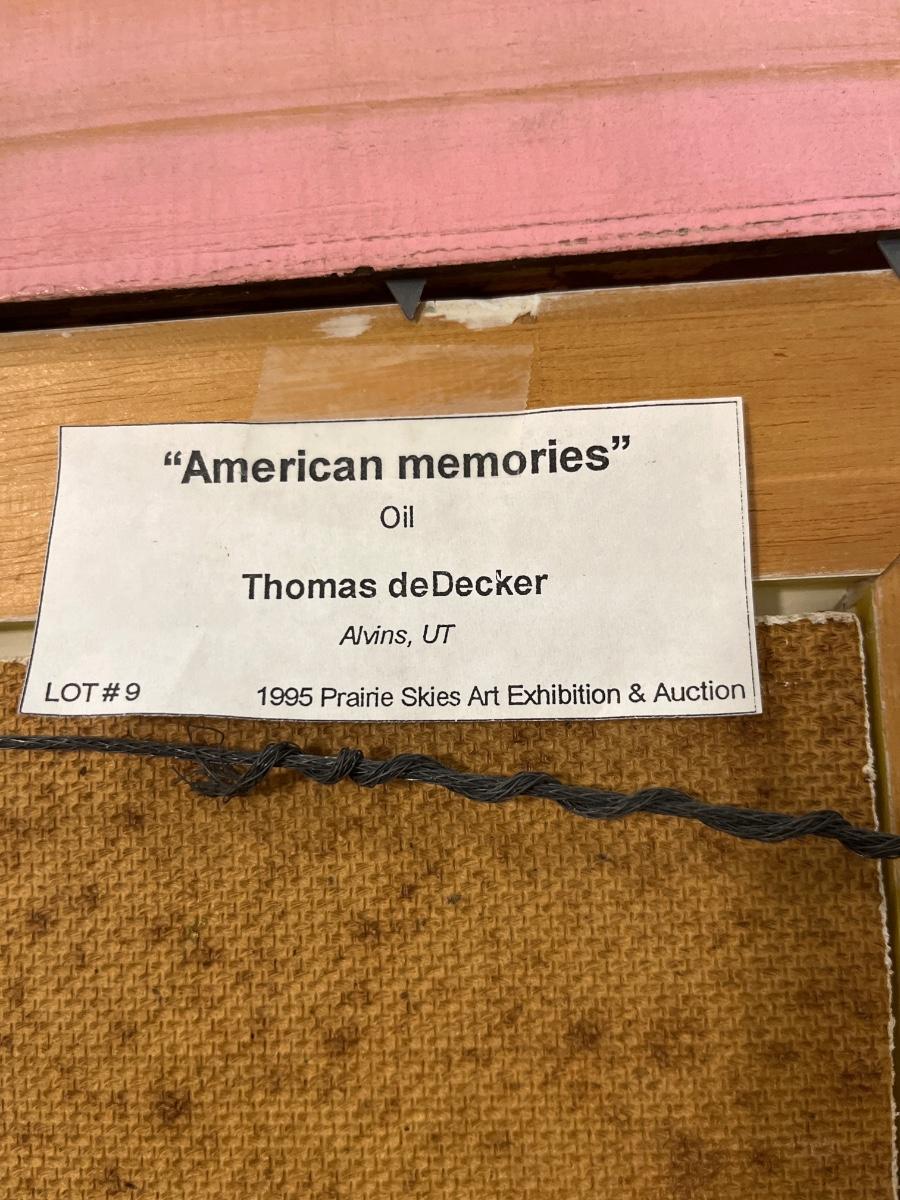 “American memories”
Oil
Thomas deDecker
Alvins, UT
LOT # 9
1995 Prairie Skies Art Exhibition & Auction